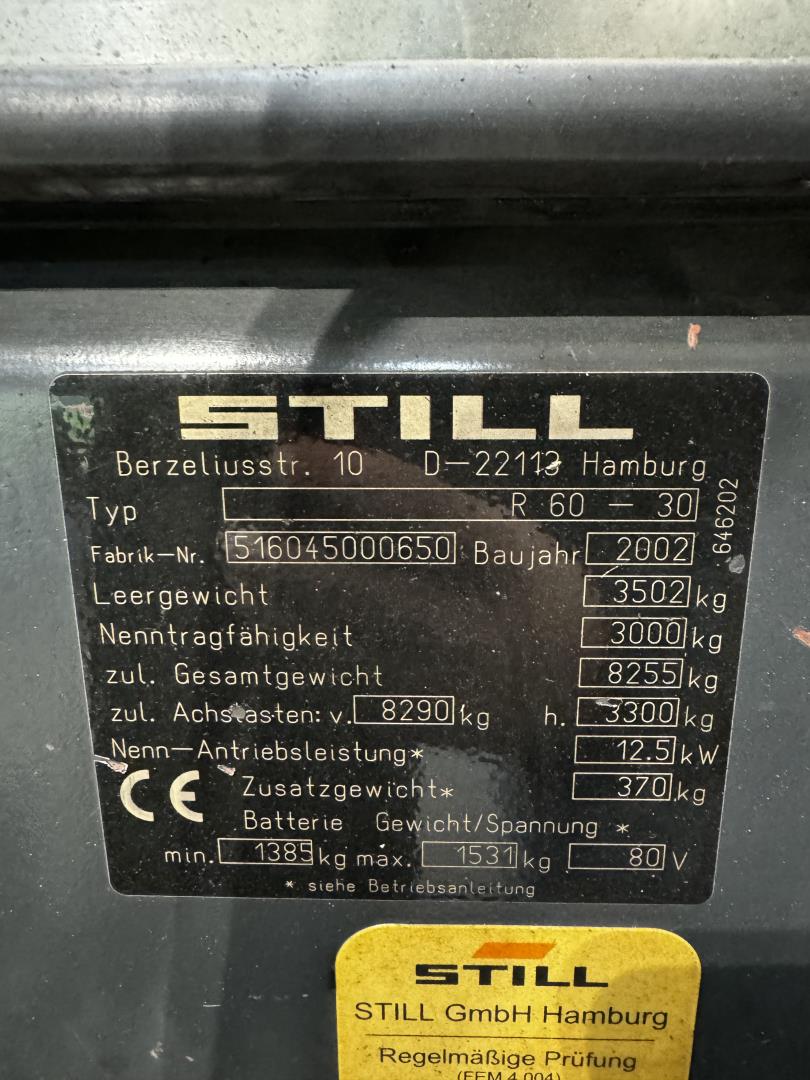 STILL
Berzeliusstr. 10 D-22113 Hamburg
Typ R 60 - 30
646202
Fabrik-Nr. 516045000650 Baujahr 2002
Leergewicht 3502 kg
Nenntragfähigkeit 3000 kg
zul. Gesamtgewicht 8255 kg
zul. Achslasten: v. 8290 kg h. 3300 kg
Nenn-Antriebsleistung* 12.5 kW
CE Zusatzgewicht* 370 kg
Batterie Gewicht/Spannung *
min. 1385 kg max. 1531 kg 80 V
* siehe Betriebsanleitung
STILL
STILL GmbH Hamburg
Regelmäßige Prüfung
(FEM 4.004)